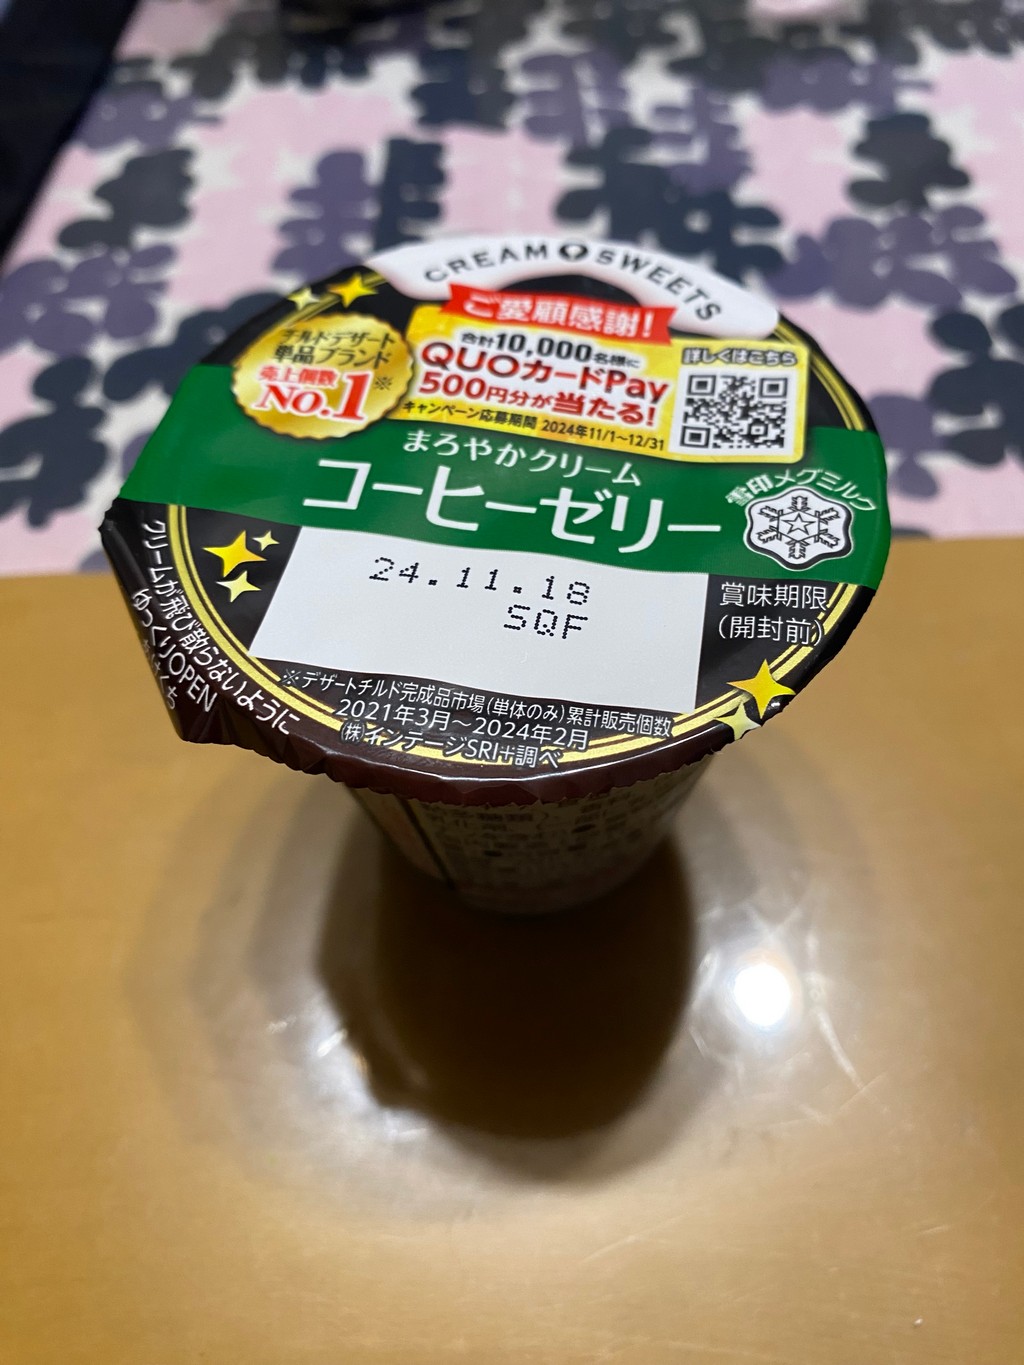 CREAM SWEETS
ご愛顧感謝!
チルドデザート
単品ブランド
売上個数
No.1※
合計10,000名様に
QUOカードPay
500円分が当たる!
キャンペーン応募期間 2024年11/1~12/31
詳しくはこちら
まろやかクリーム
コーヒーゼリー
雪印メグミルク
24.11.18
SQF
賞味期限
(開封前)
クリームが飛び散らないように
ゆっくりOPEN
※デザートチルド完成品市場(単体のみ)累計販売個数
2021年3月~2024年2月
(株)インテージSRI+調べ